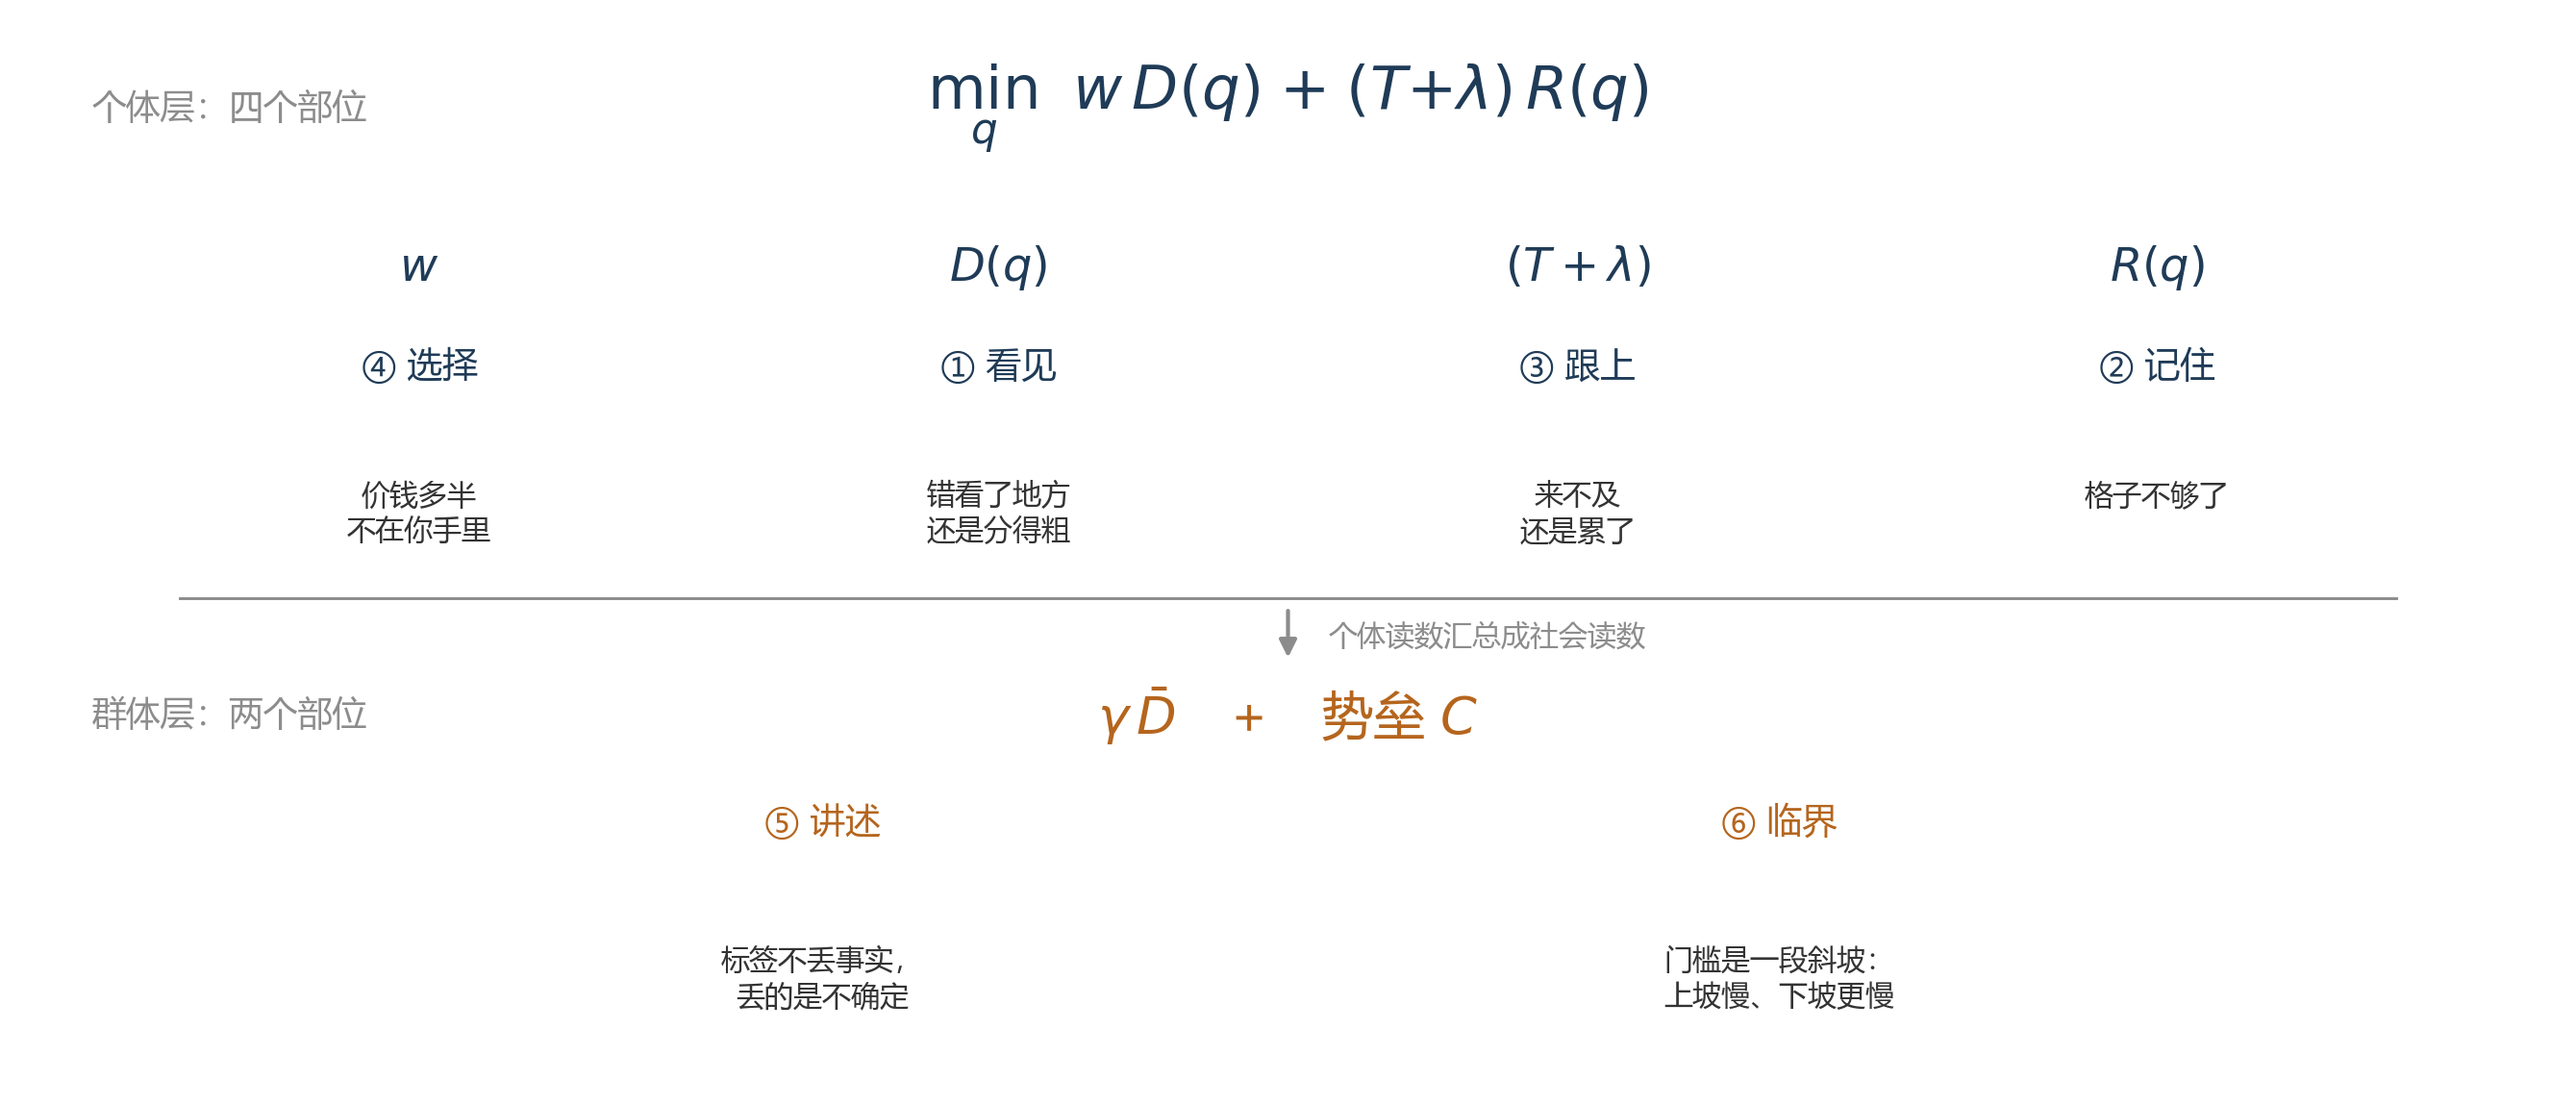 个体层：四个部位
min_q w D(q) + (T+λ) R(q)
w
D(q)
(T + λ)
R(q)
④ 选择
① 看见
③ 跟上
② 记住
价钱多半
不在你手里
错看了地方
还是分得粗
来不及
还是累了
格子不够了
个体读数汇总成社会读数
群体层：两个部位
γ D̄ + 势垒 C
⑤ 讲述
⑥ 临界
标签不丢事实，
丢的是不确定
门槛是一段斜坡：
上坡慢、下坡更慢